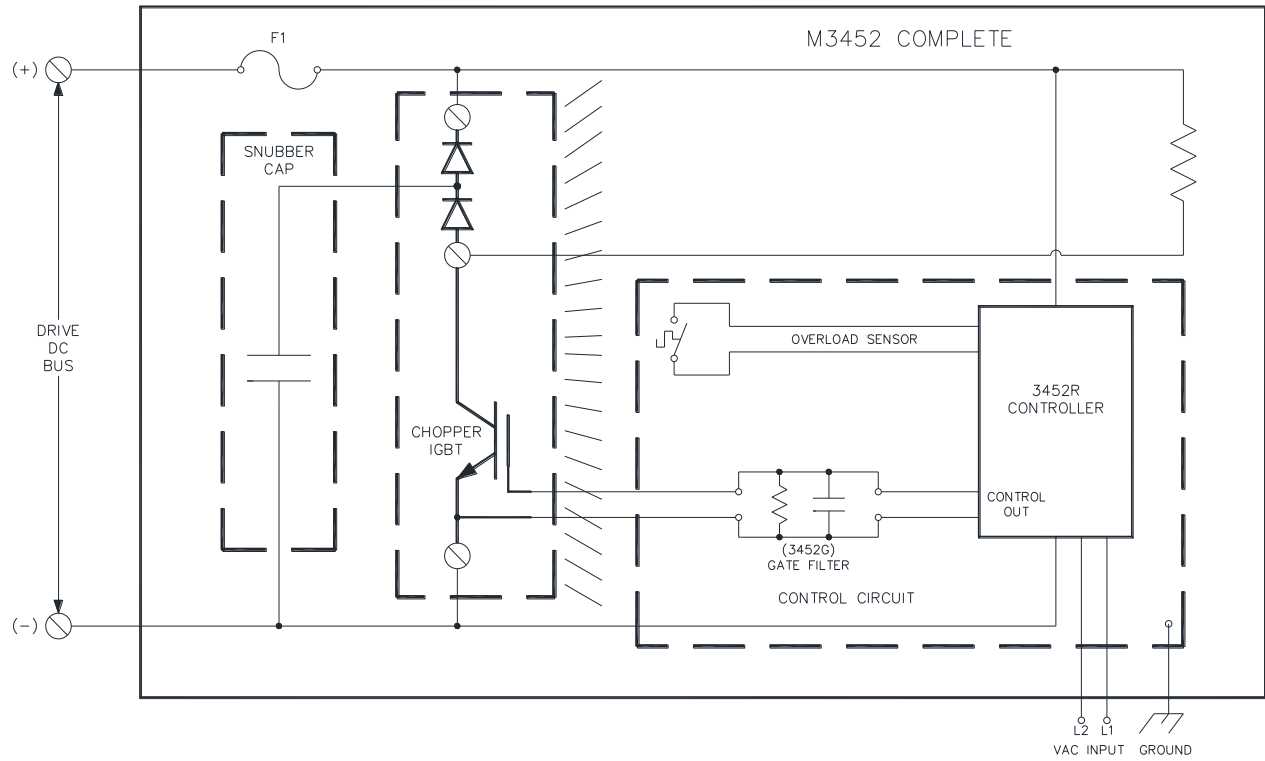 M3452 COMPLETE
F1
(+)
SNUBBER
CAP
DRIVE
DC
BUS
OVERLOAD SENSOR
3452R
CONTROLLER
CHOPPER
IGBT
CONTROL
OUT
(3452G)
GATE FILTER
CONTROL CIRCUIT
(-)
L2 L1
VAC INPUT GROUND